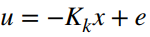 u = −K_k x + e